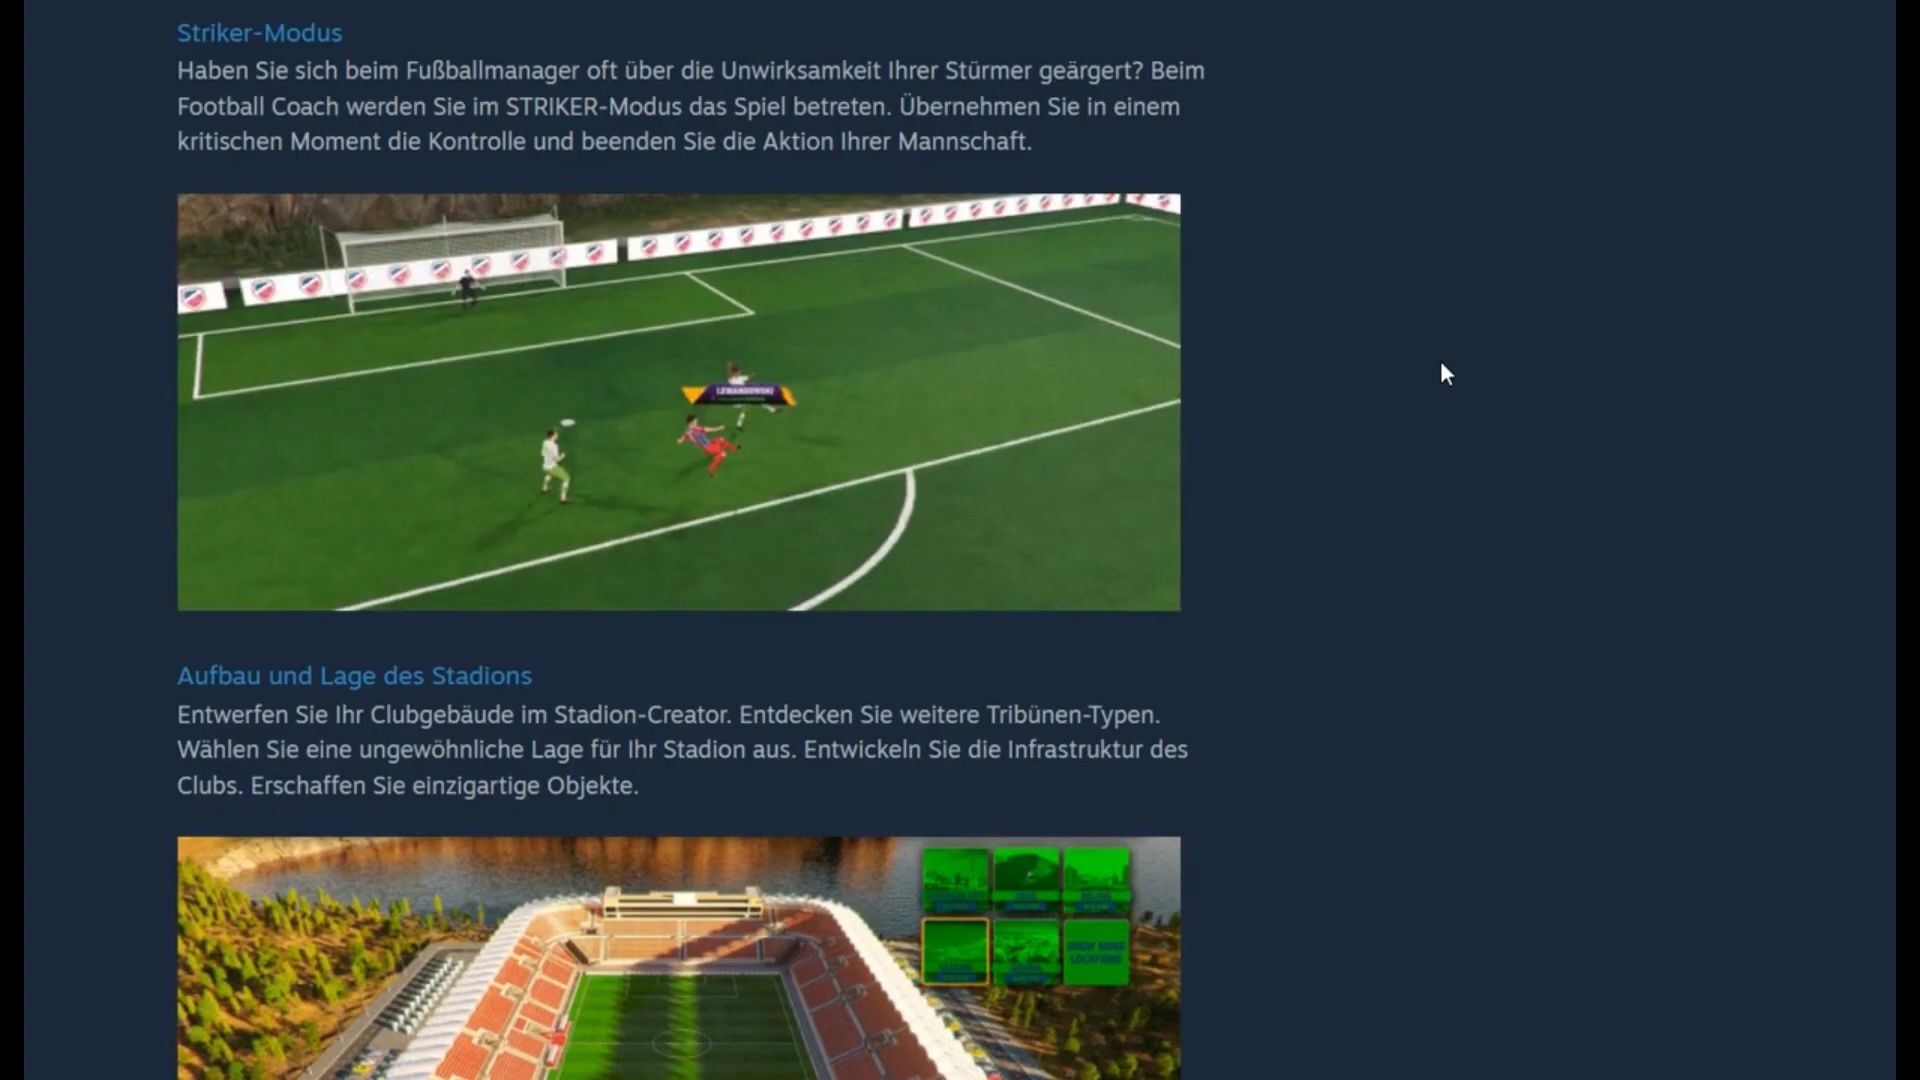 Striker-Modus
Haben Sie sich beim Fußballmanager oft über die Unwirksamkeit Ihrer Stürmer geärgert? Beim
Football Coach werden Sie im STRIKER-Modus das Spiel betreten. Übernehmen Sie in einem
kritischen Moment die Kontrolle und beenden Sie die Aktion Ihrer Mannschaft.
LEWANGOWSKI
Aufbau und Lage des Stadions
Entwerfen Sie Ihr Clubgebäude im Stadion-Creator. Entdecken Sie weitere Tribünen-Typen.
Wählen Sie eine ungewöhnliche Lage für Ihr Stadion aus. Entwickeln Sie die Infrastruktur des
Clubs. Erschaffen Sie einzigartige Objekte.
SHOW MORE
LOCATIONS